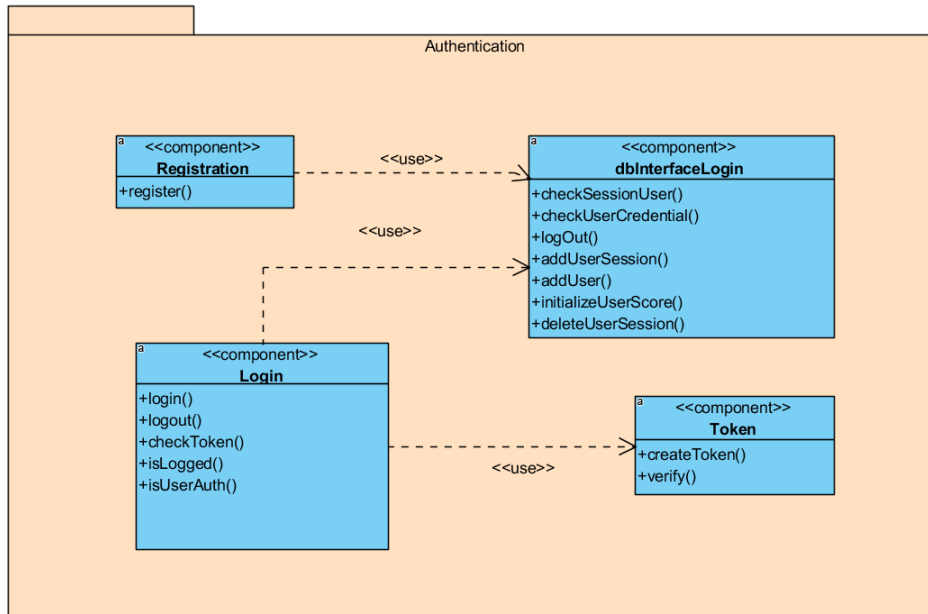 Authentication
a
<<component>>
Registration
+register()
<<use>>
a
<<component>>
dbInterfaceLogin
+checkSessionUser()
+checkUserCredential()
+logOut()
+addUserSession()
+addUser()
+initializeUserScore()
+deleteUserSession()
<<use>>
a
<<component>>
Login
+login()
+logout()
+checkToken()
+isLogged()
+isUserAuth()
<<use>>
a
<<component>>
Token
+createToken()
+verify()